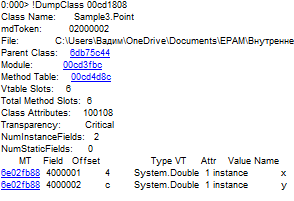 0:000> !DumpClass 00cd1808
Class Name:      Sample3.Point
mdToken:         02000002
File:            C:\Users\Вадим\OneDrive\Documents\EPAM\Внутренне
Parent Class:    6db75c44
Module:          00cd3fbc
Method Table:    00cd4d8c
Vtable Slots:    6
Total Method Slots:  6
Class Attributes:    100108
Transparency:        Critical
NumInstanceFields:   2
NumStaticFields:     0
MT    Field   Offset                 Type VT     Attr    Value Name
6e02fb88  4000001        4        System.Double  1 instance           x
6e02fb88  4000002        c        System.Double  1 instance           y